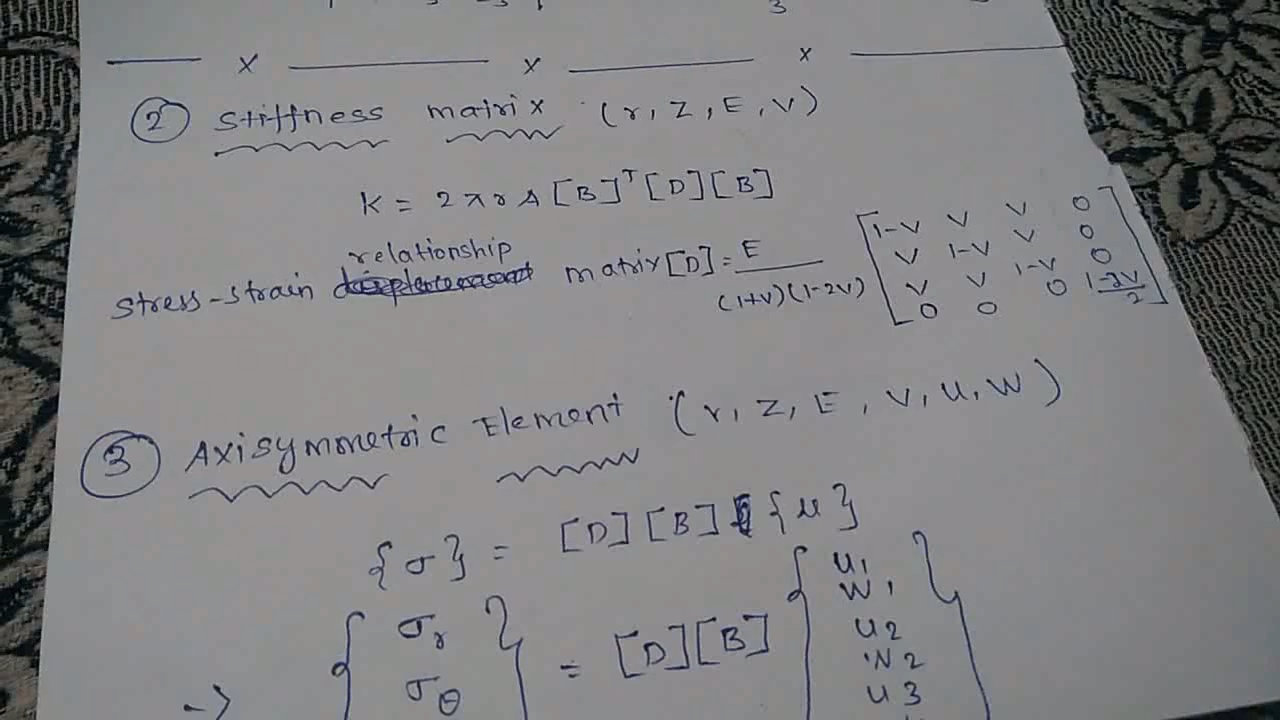 3
x x x
② Stiffness matrix (r, Z, E, v)
K = 2πrA [B]ᵀ[D][B]
relationship
Stress-strain matrix [D] = E / (1+v)(1-2v) [1-v v v 0
v 1-v v 0
v v 1-v 0
0 0 0 1-2v/2]
③ Axisymmetric Element (r, Z, E, v, u, w)
{σ} = [D][B] {u}
{σr = [D][B] {u1
w1
u2
w2
σθ u3
→